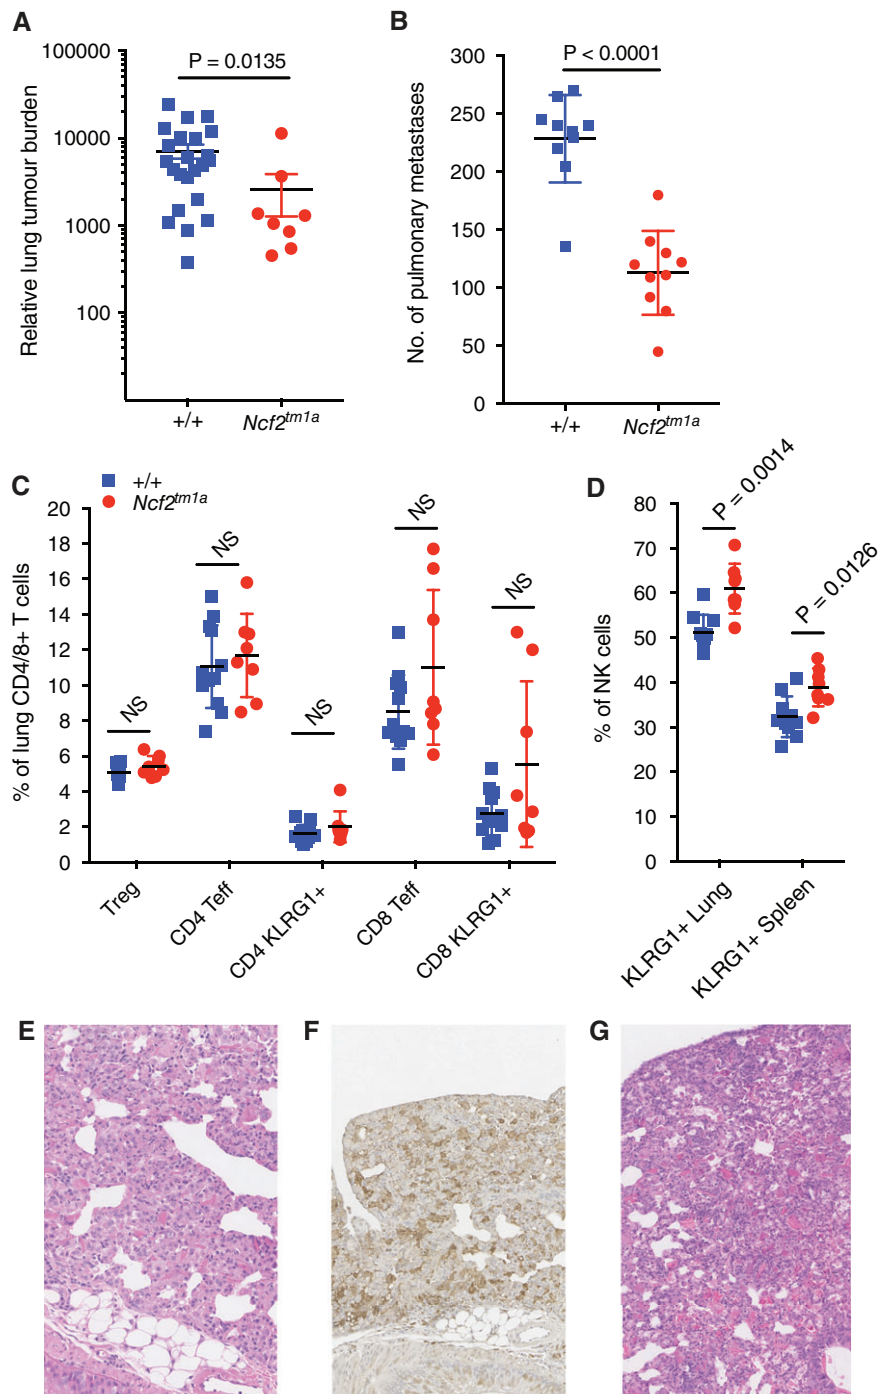 A
Relative lung tumour burden
100000
10000
1000
100
P = 0.0135
+/+
Ncf2tm1a
B
No. of pulmonary metastases
300
250
200
150
100
50
0
P < 0.0001
+/+
Ncf2tm1a
C
+/+
Ncf2tm1a
% of lung CD4/8+ T cells
20
18
16
14
12
10
8
6
4
2
0
NS
NS
NS
NS
NS
Treg
CD4 Teff
CD4 KLRG1+
CD8 Teff
CD8 KLRG1+
D
% of NK cells
80
70
60
50
40
30
20
10
0
P = 0.0014
P = 0.0126
KLRG1+ Lung
KLRG1+ Spleen
E
F
G